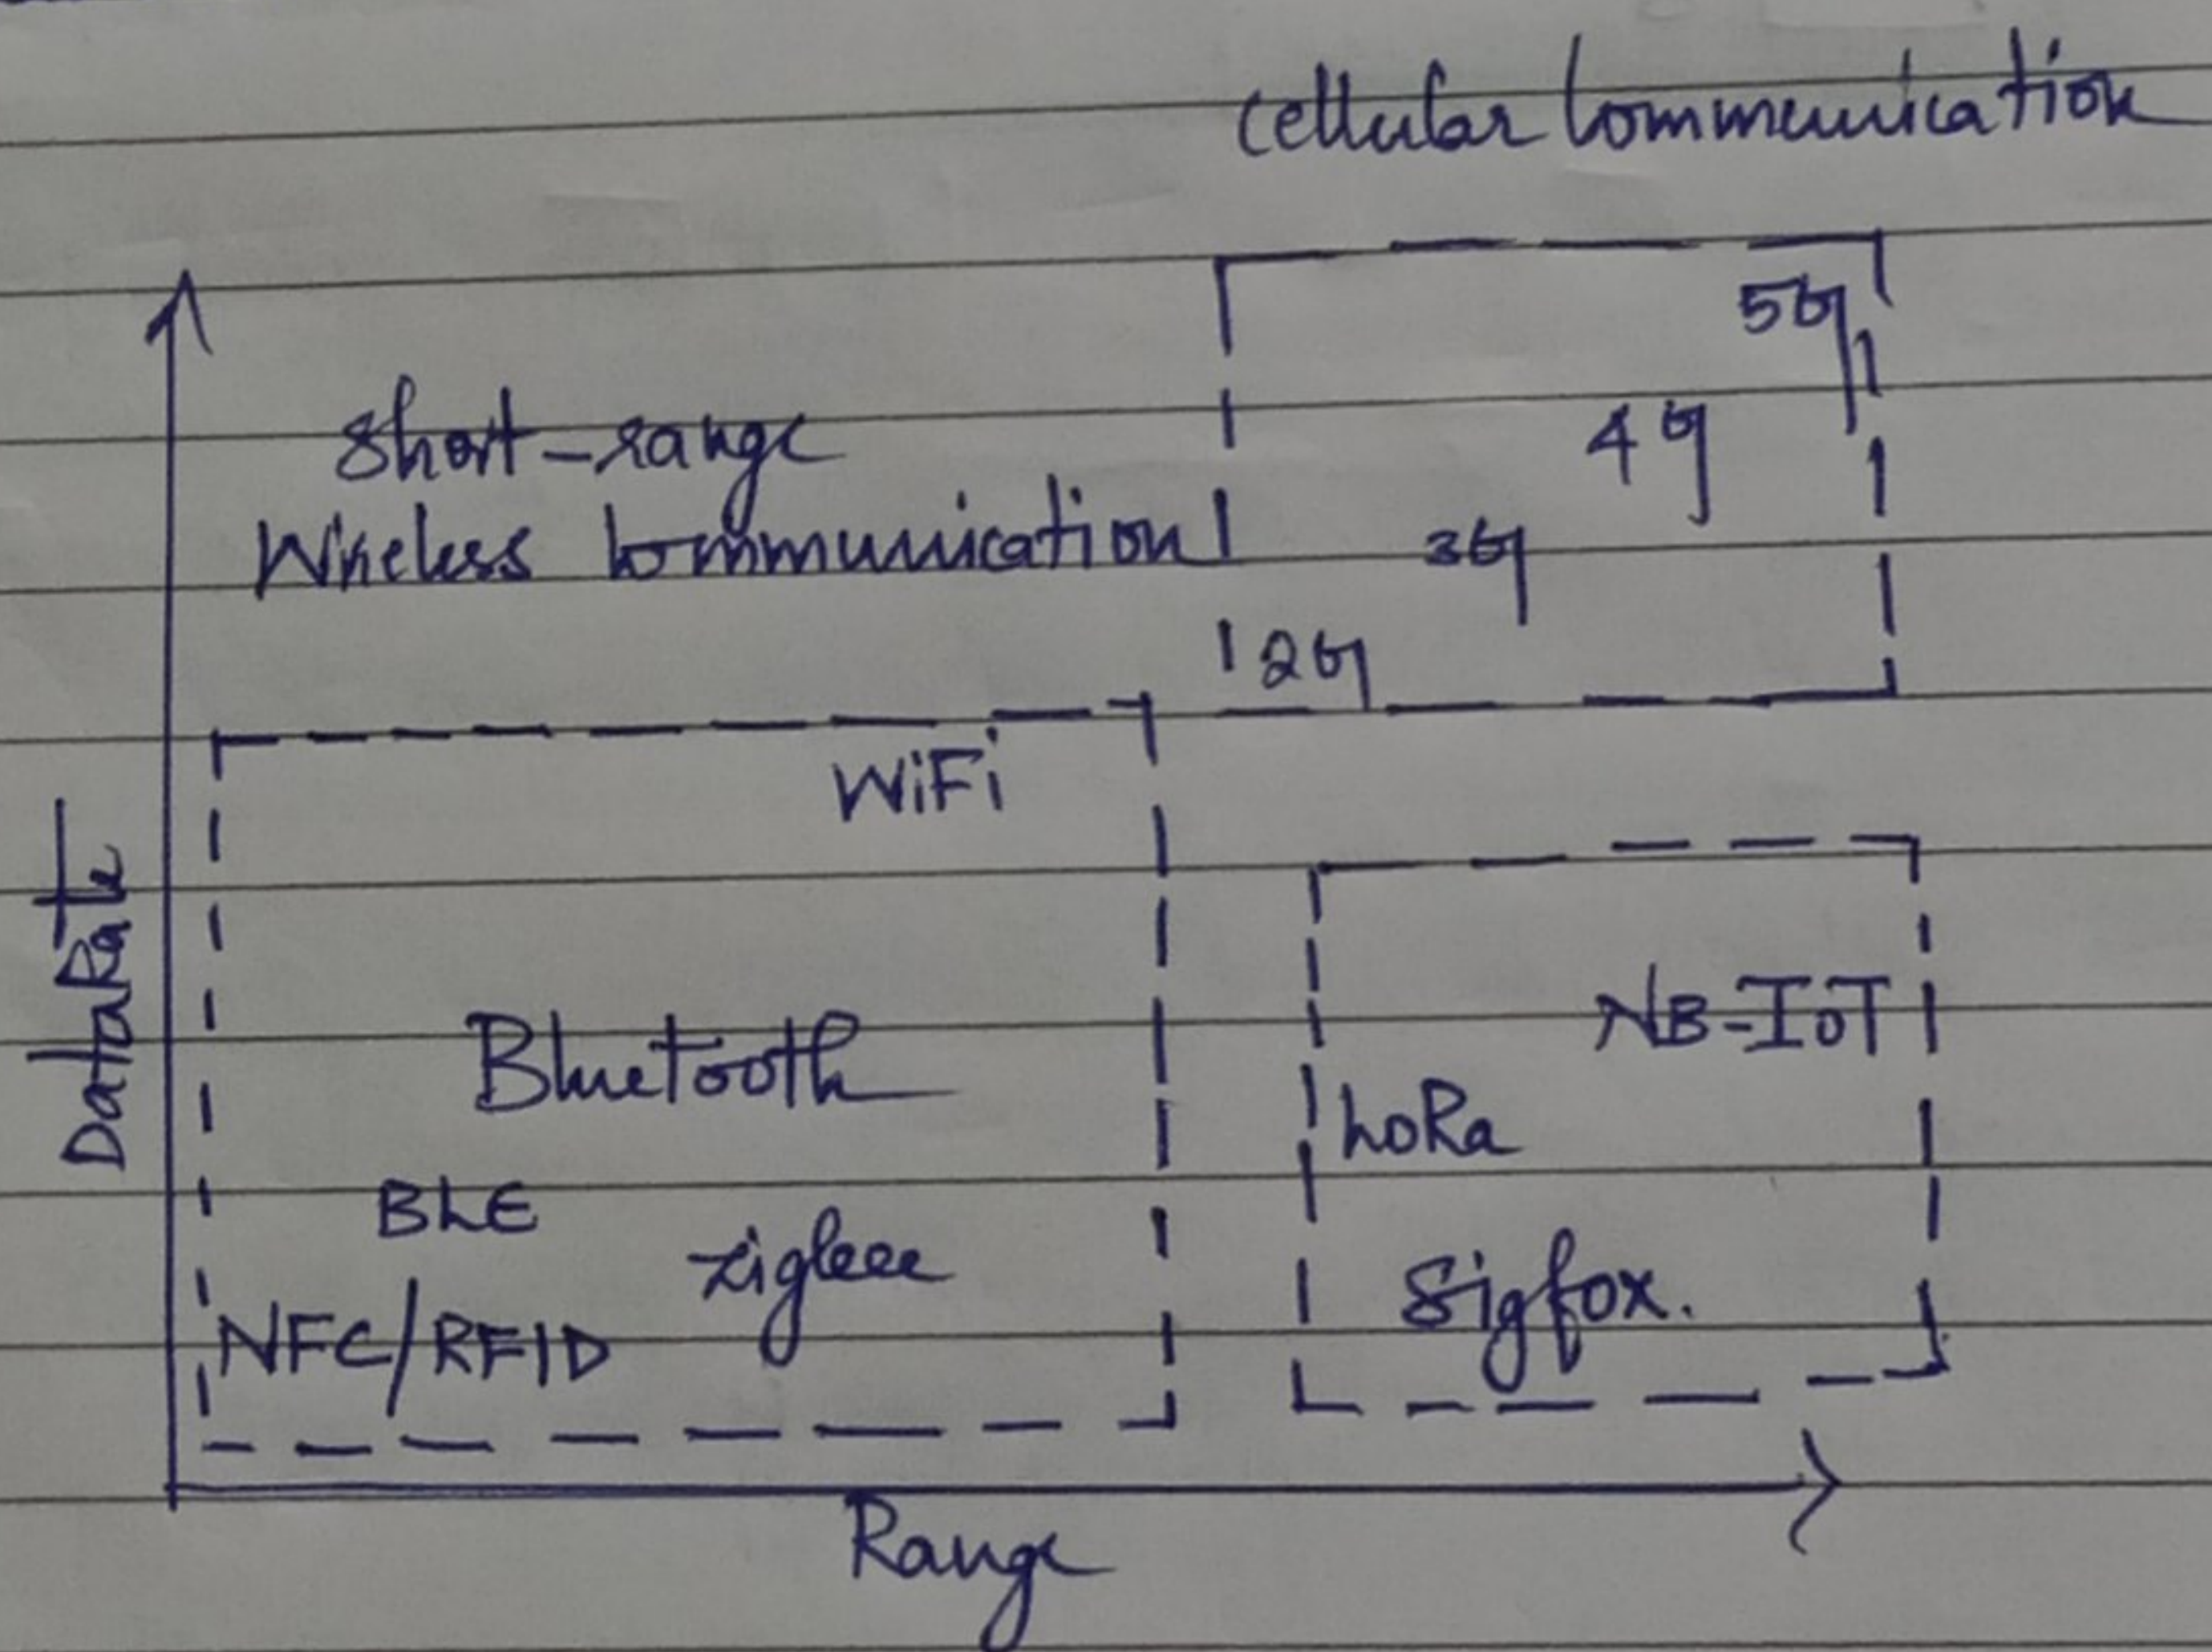 Cellular Communication
5G
Short-range
4G
Wireless Communication
3G
2G
WiFi
DataRate
NB-IoT
Bluetooth
LoRa
BLE
Zigbee
Sigfox.
NFC/RFID
Range